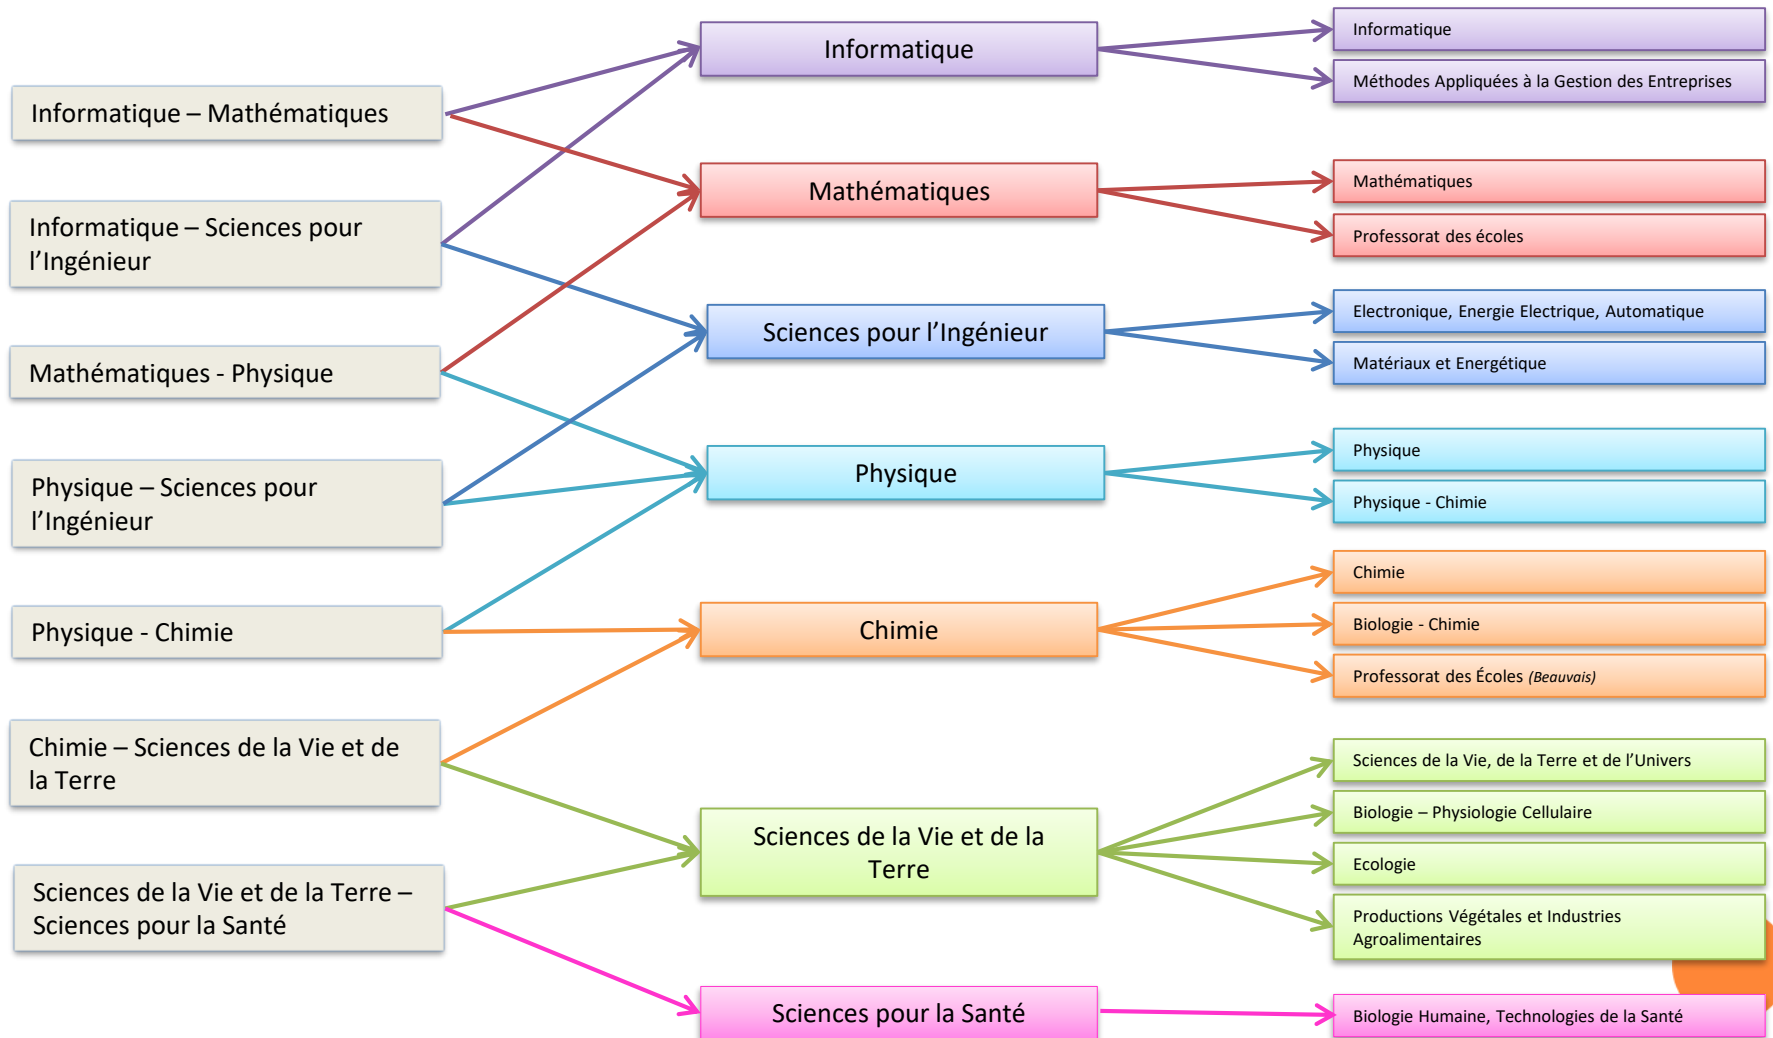 Informatique – Mathématiques
Informatique – Sciences pour
l’Ingénieur
Mathématiques - Physique
Physique – Sciences pour
l’Ingénieur
Physique - Chimie
Chimie – Sciences de la Vie et de
la Terre
Sciences de la Vie et de la Terre –
Sciences pour la Santé
Informatique
Mathématiques
Sciences pour l’Ingénieur
Physique
Chimie
Sciences de la Vie et de la
Terre
Sciences pour la Santé
Informatique
Méthodes Appliquées à la Gestion des Entreprises
Mathématiques
Professorat des écoles
Electronique, Energie Electrique, Automatique
Matériaux et Energétique
Physique
Physique - Chimie
Chimie
Biologie - Chimie
Professorat des Écoles (Beauvais)
Sciences de la Vie, de la Terre et de l’Univers
Biologie – Physiologie Cellulaire
Ecologie
Productions Végétales et Industries
Agroalimentaires
Biologie Humaine, Technologies de la Santé